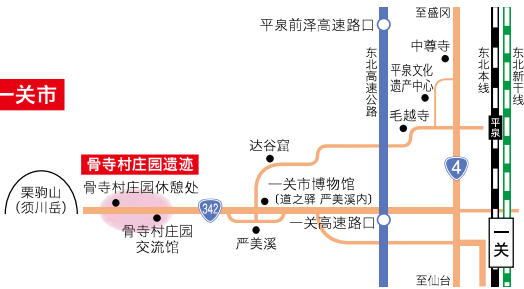 至盛冈
平泉前泽高速路口
中尊寺
东北本线
东北新干线
平泉文化
遗产中心
东北高速公路
一关市
毛越寺
平泉
达谷窟
骨寺村庄园遗迹
4
栗驹山
(须川岳)
骨寺村庄园休憩处
一关市博物馆
(道之驿 严美溪内)
342
一关高速路口
骨寺村庄园
交流馆
严美溪
一关
至仙台